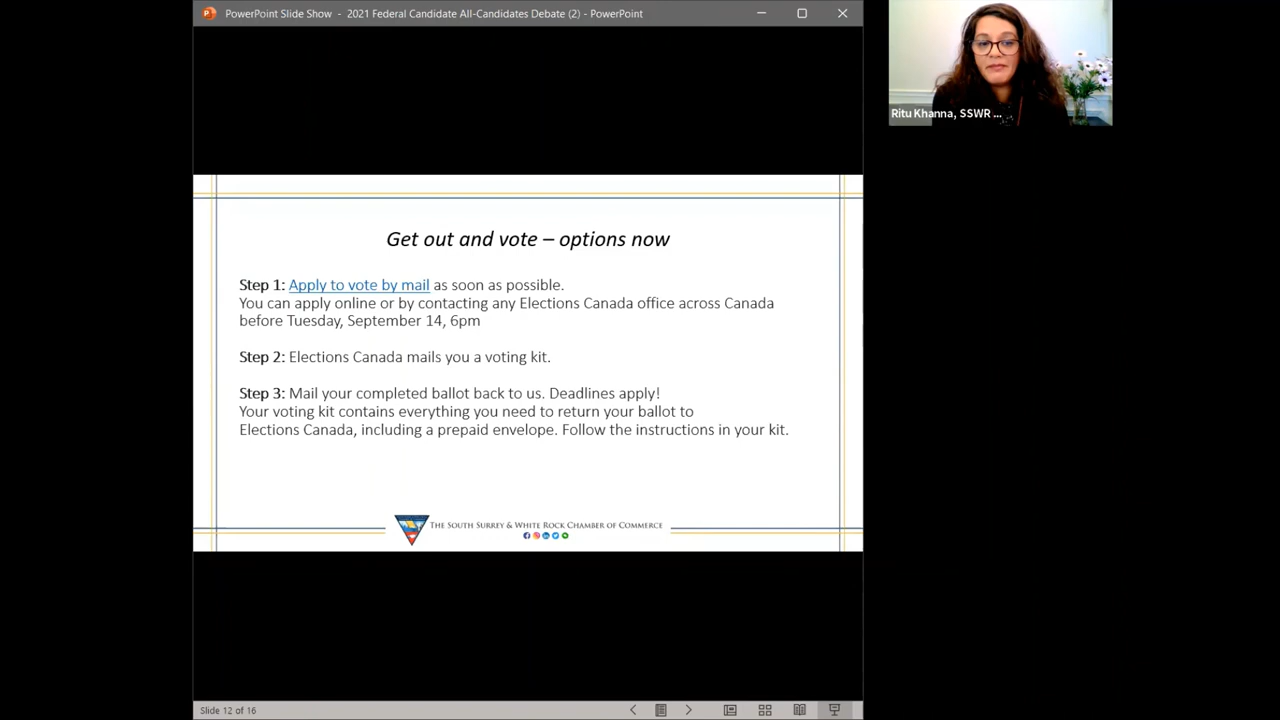 PowerPoint Slide Show - 2021 Federal Candidate All-Candidates Debate (2) - PowerPoint
Ritu Khanna, SSWR ...
Get out and vote – options now
Step 1: Apply to vote by mail as soon as possible.
You can apply online or by contacting any Elections Canada office across Canada
before Tuesday, September 14, 6pm
Step 2: Elections Canada mails you a voting kit.
Step 3: Mail your completed ballot back to us. Deadlines apply!
Your voting kit contains everything you need to return your ballot to
Elections Canada, including a prepaid envelope. Follow the instructions in your kit.
The South Surrey & White Rock Chamber of Commerce
Slide 12 of 16